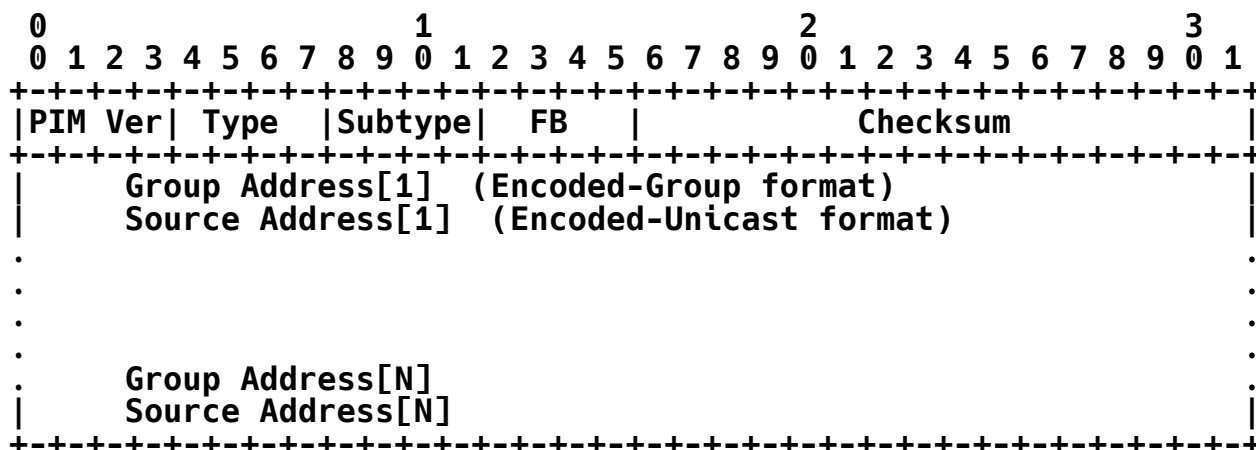 0                   1                   2                   3
 0 1 2 3 4 5 6 7 8 9 0 1 2 3 4 5 6 7 8 9 0 1 2 3 4 5 6 7 8 9 0 1
+-+-+-+-+-+-+-+-+-+-+-+-+-+-+-+-+-+-+-+-+-+-+-+-+-+-+-+-+-+-+-+-+
|PIM Ver| Type  |Subtype|  FB   |           Checksum            |
+-+-+-+-+-+-+-+-+-+-+-+-+-+-+-+-+-+-+-+-+-+-+-+-+-+-+-+-+-+-+-+-+
|     Group Address[1]  (Encoded-Group format)                  |
|     Source Address[1]  (Encoded-Unicast format)               |
.                                                               .
.                                                               .
.                                                               .
.                                                               .
.     Group Address[N]                                          .
|     Source Address[N]                                         |
+-+-+-+-+-+-+-+-+-+-+-+-+-+-+-+-+-+-+-+-+-+-+-+-+-+-+-+-+-+-+-+-+